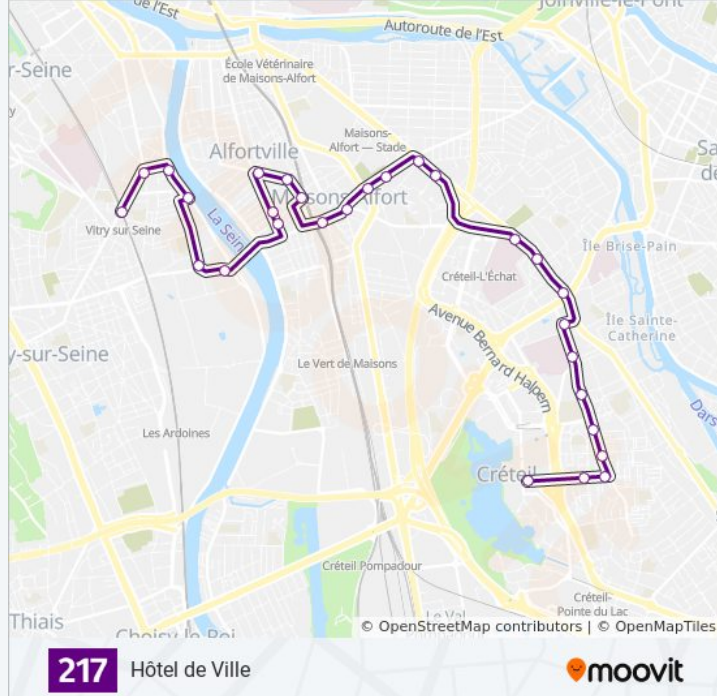 de l'Est
Joinville-le-Pont
Autoroute de l'Est
r-Seine
École Vétérinaire
de Maisons-Alfort
Maisons-
Alfort — Stade
Alfortville
Sa
de
Maisons-Alfort
Vitry sur Seine
La Seine
Île Brise-Pain
Créteil-L'Échat
Avenue Bernard Halpern
Île Sainte-
Catherine
y-sur-Seine
Le Vert de Maisons
Dars
Les Ardoines
Créteil
Créteil Pompadour
Créteil-
Pointe du Lac
Thiais
Choisy-le-Roi
Le Val
© OpenStreetMap contributors | © OpenMapTiles
217 Hôtel de Ville
moovit